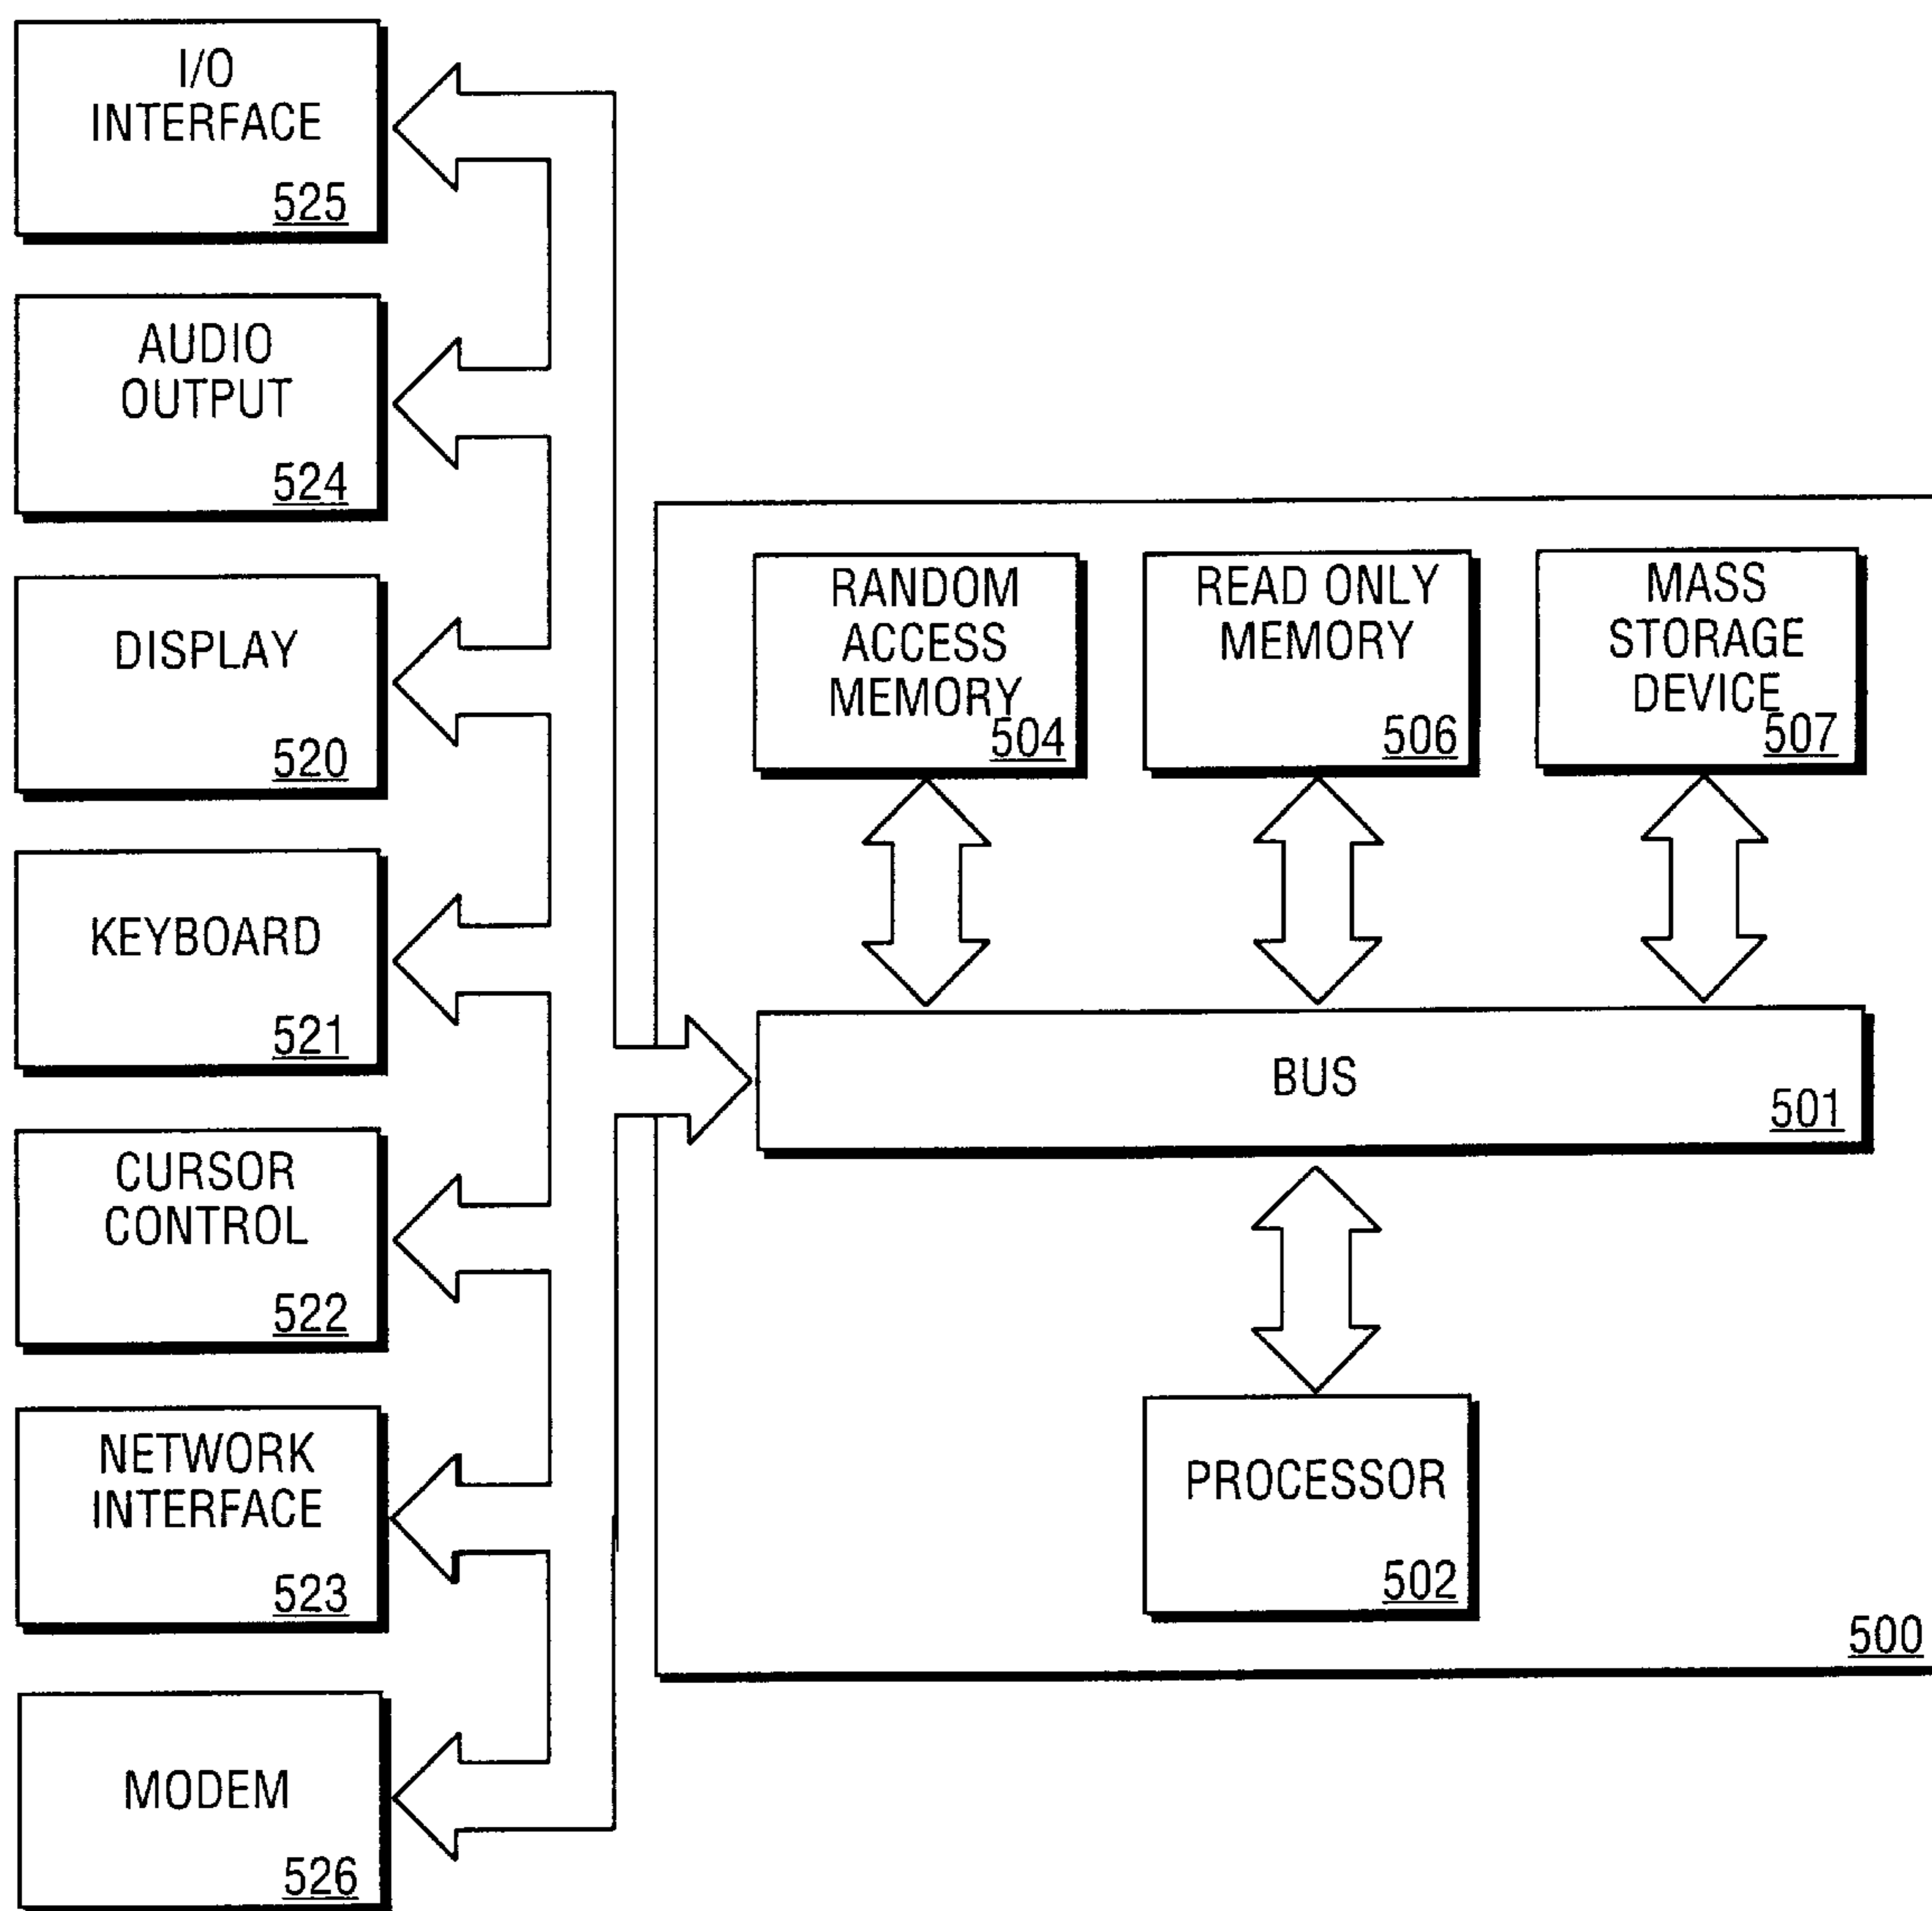 I/O
INTERFACE
525
AUDIO
OUTPUT
524
DISPLAY
520
KEYBOARD
521
CURSOR
CONTROL
522
NETWORK
INTERFACE
523
MODEM
526
RANDOM
ACCESS
MEMORY
504
READ ONLY
MEMORY
506
MASS
STORAGE
DEVICE
507
BUS
501
PROCESSOR
502
500